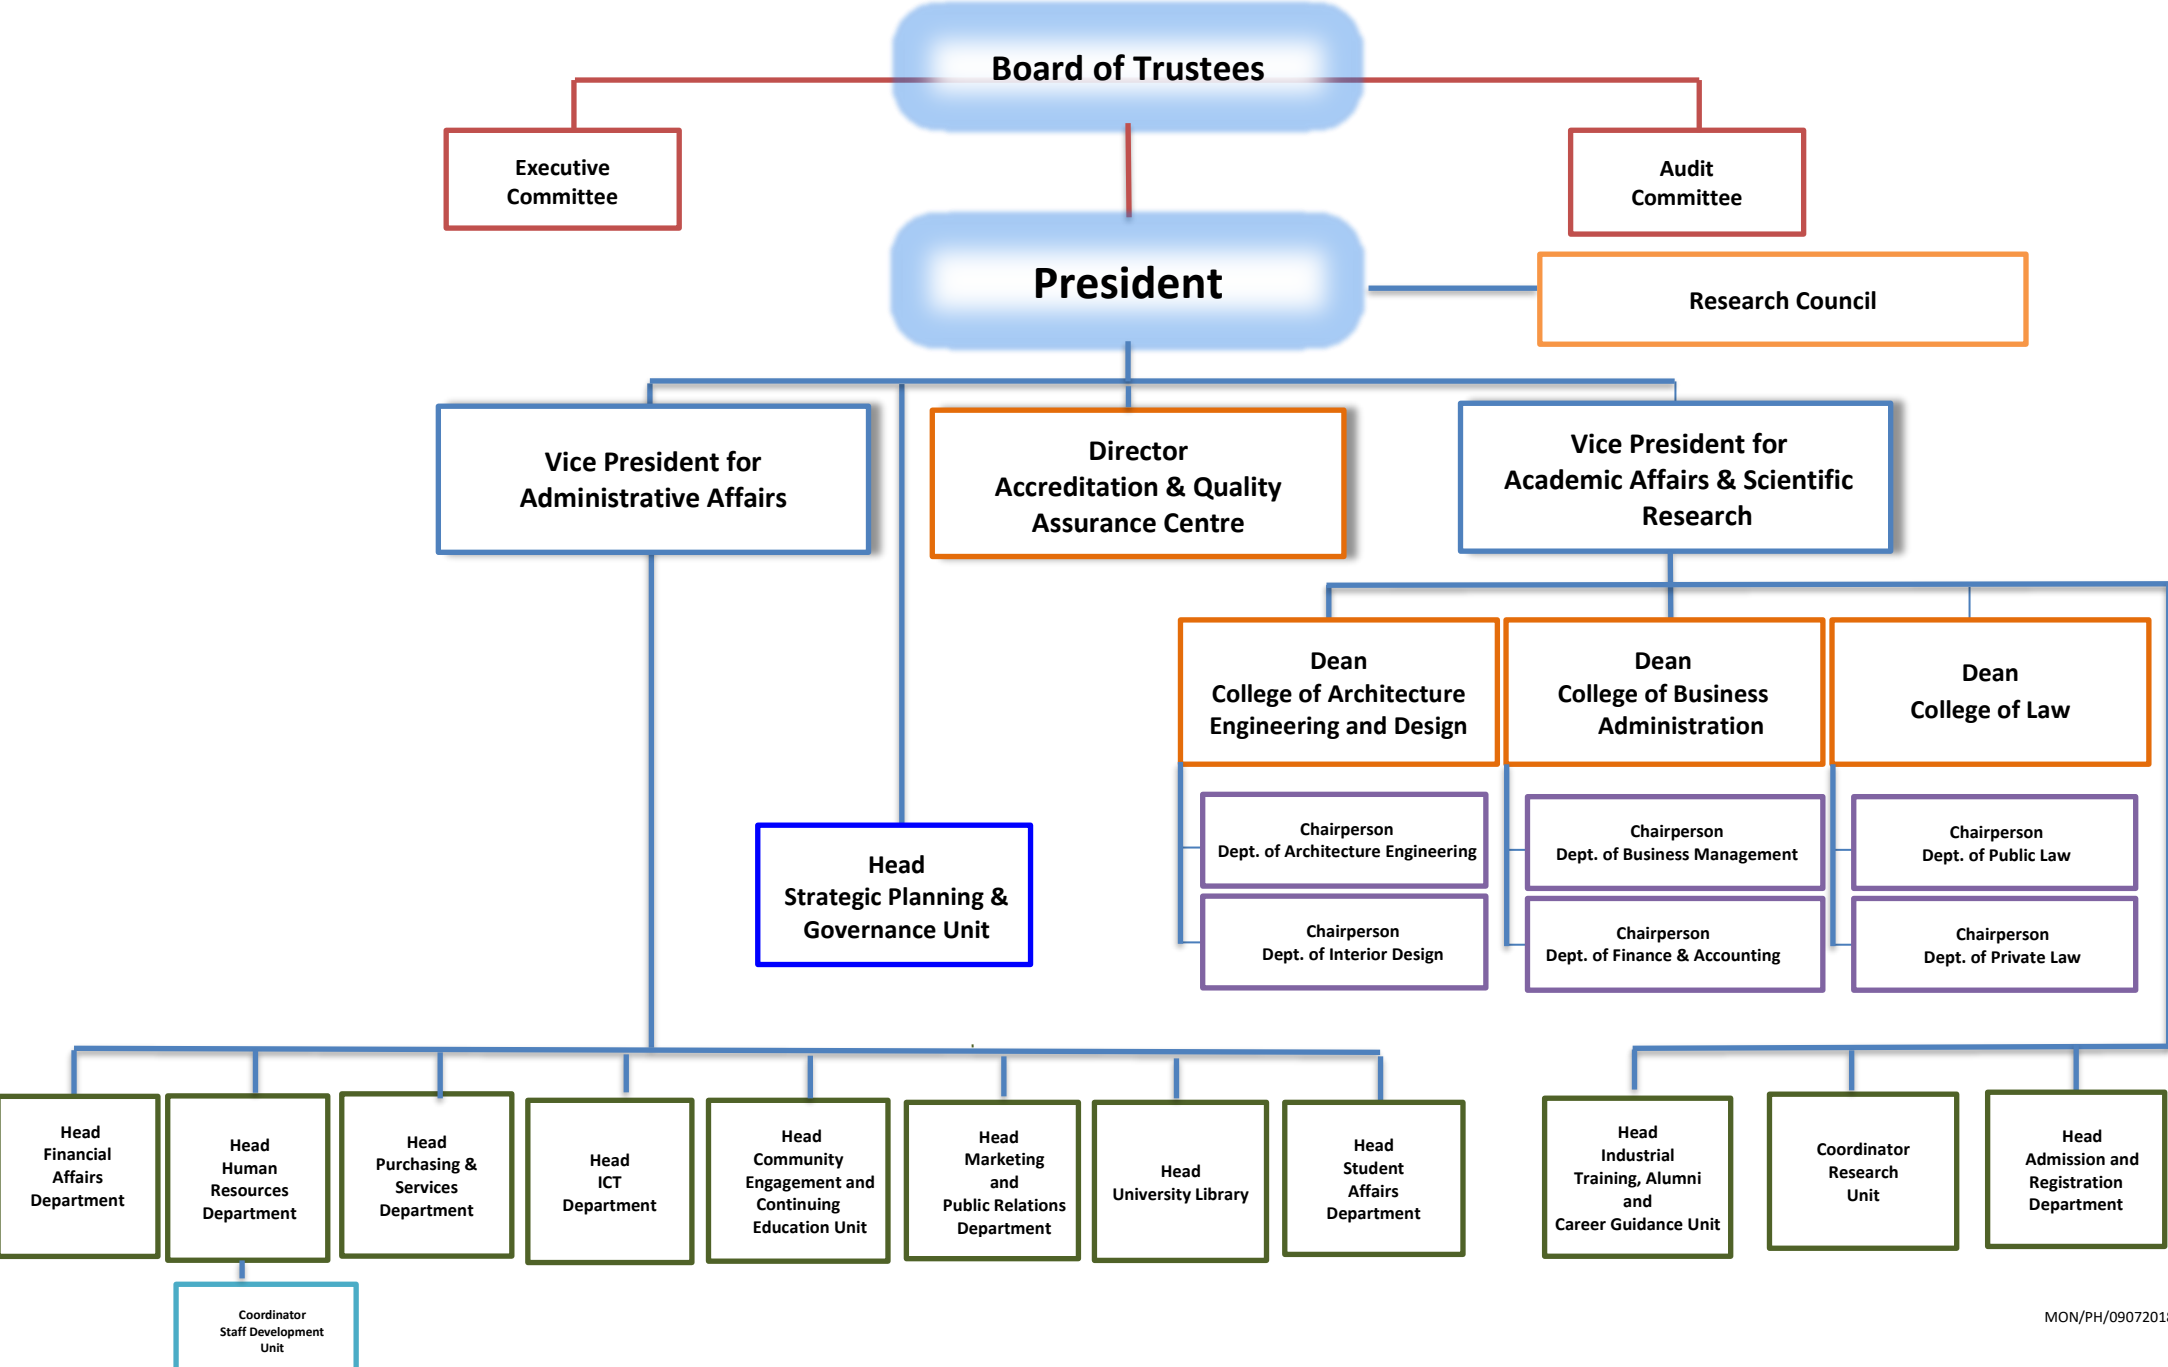 Board of Trustees
Executive
Committee
Audit
Committee
President
Research Council
Vice President for
Administrative Affairs
Director
Accreditation & Quality
Assurance Centre
Vice President for
Academic Affairs & Scientific
Research
Dean
College of Architecture
Engineering and Design
Dean
College of Business
Administration
Dean
College of Law
Chairperson
Dept. of Architecture Engineering
Chairperson
Dept. of Business Management
Chairperson
Dept. of Public Law
Head
Strategic Planning &
Governance Unit
Chairperson
Dept. of Interior Design
Chairperson
Dept. of Finance & Accounting
Chairperson
Dept. of Private Law
Head
Financial
Affairs
Department
Head
Human
Resources
Department
Head
Purchasing &
Services
Department
Head
ICT
Department
Head
Community
Engagement and
Continuing
Education Unit
Head
Marketing
and
Public Relations
Department
Head
University Library
Head
Student
Affairs
Department
Head
Industrial
Training, Alumni
and
Career Guidance Unit
Coordinator
Research
Unit
Head
Admission and
Registration
Department
Coordinator
Staff Development
Unit
MON/PH/09072018